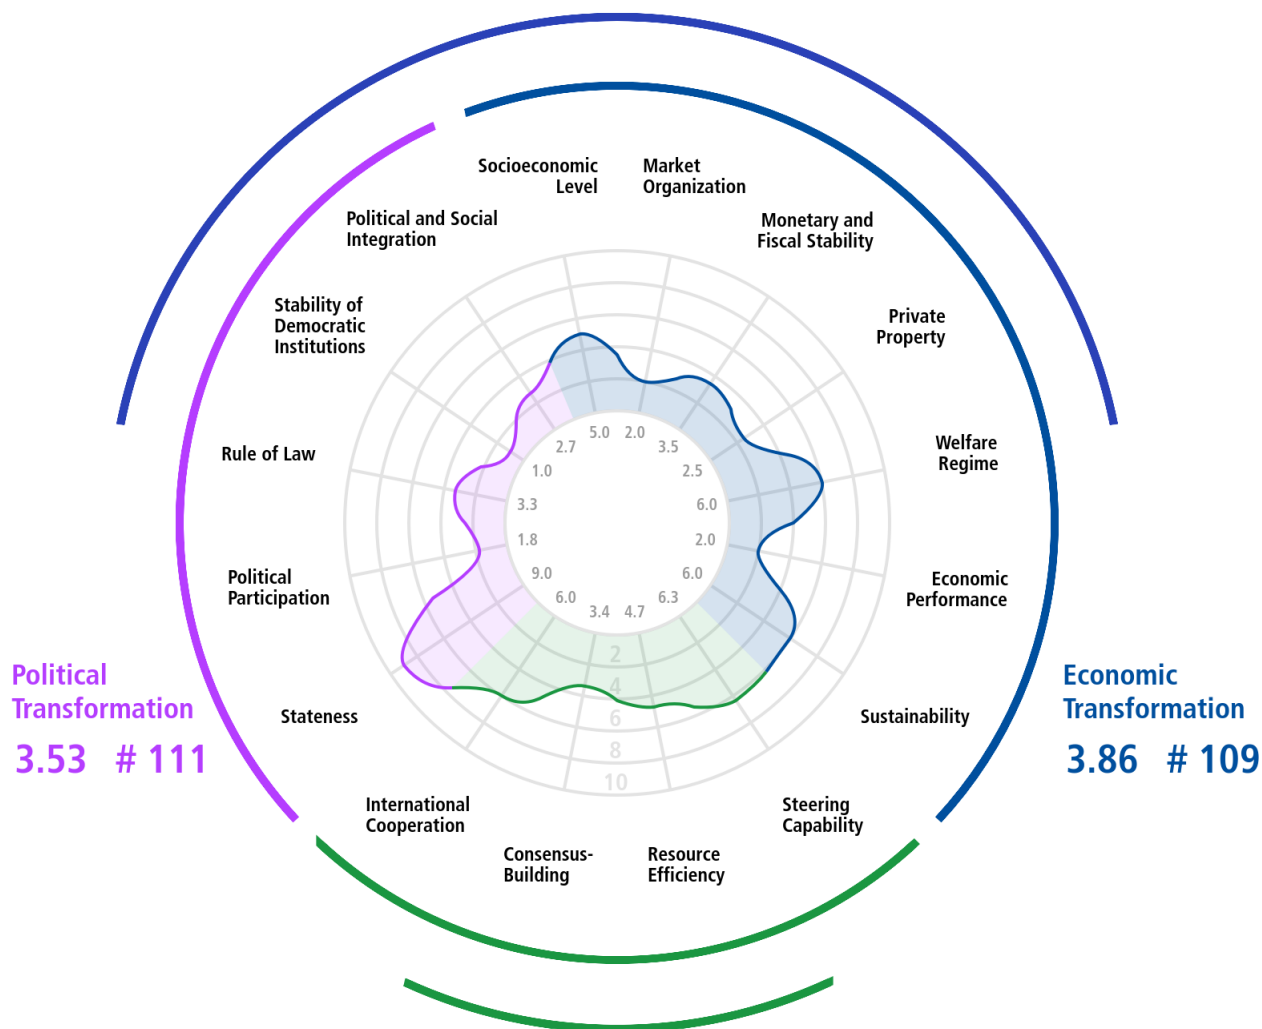 Socioeconomic
Level
Market
Organization
Political and Social
Integration
Monetary and
Fiscal Stability
Stability of
Democratic
Institutions
Private
Property
Rule of Law
Welfare
Regime
Political
Participation
Economic
Performance
Stateness
Sustainability
International
Cooperation
Steering
Capability
Consensus-
Building
Resource
Efficiency
5.0
2.0
2.7
3.5
1.0
2.5
3.3
6.0
1.8
2.0
9.0
6.0
6.0
6.3
3.4
4.7
2
4
6
8
10
Political
Transformation
3.53 # 111
Economic
Transformation
3.86 # 109